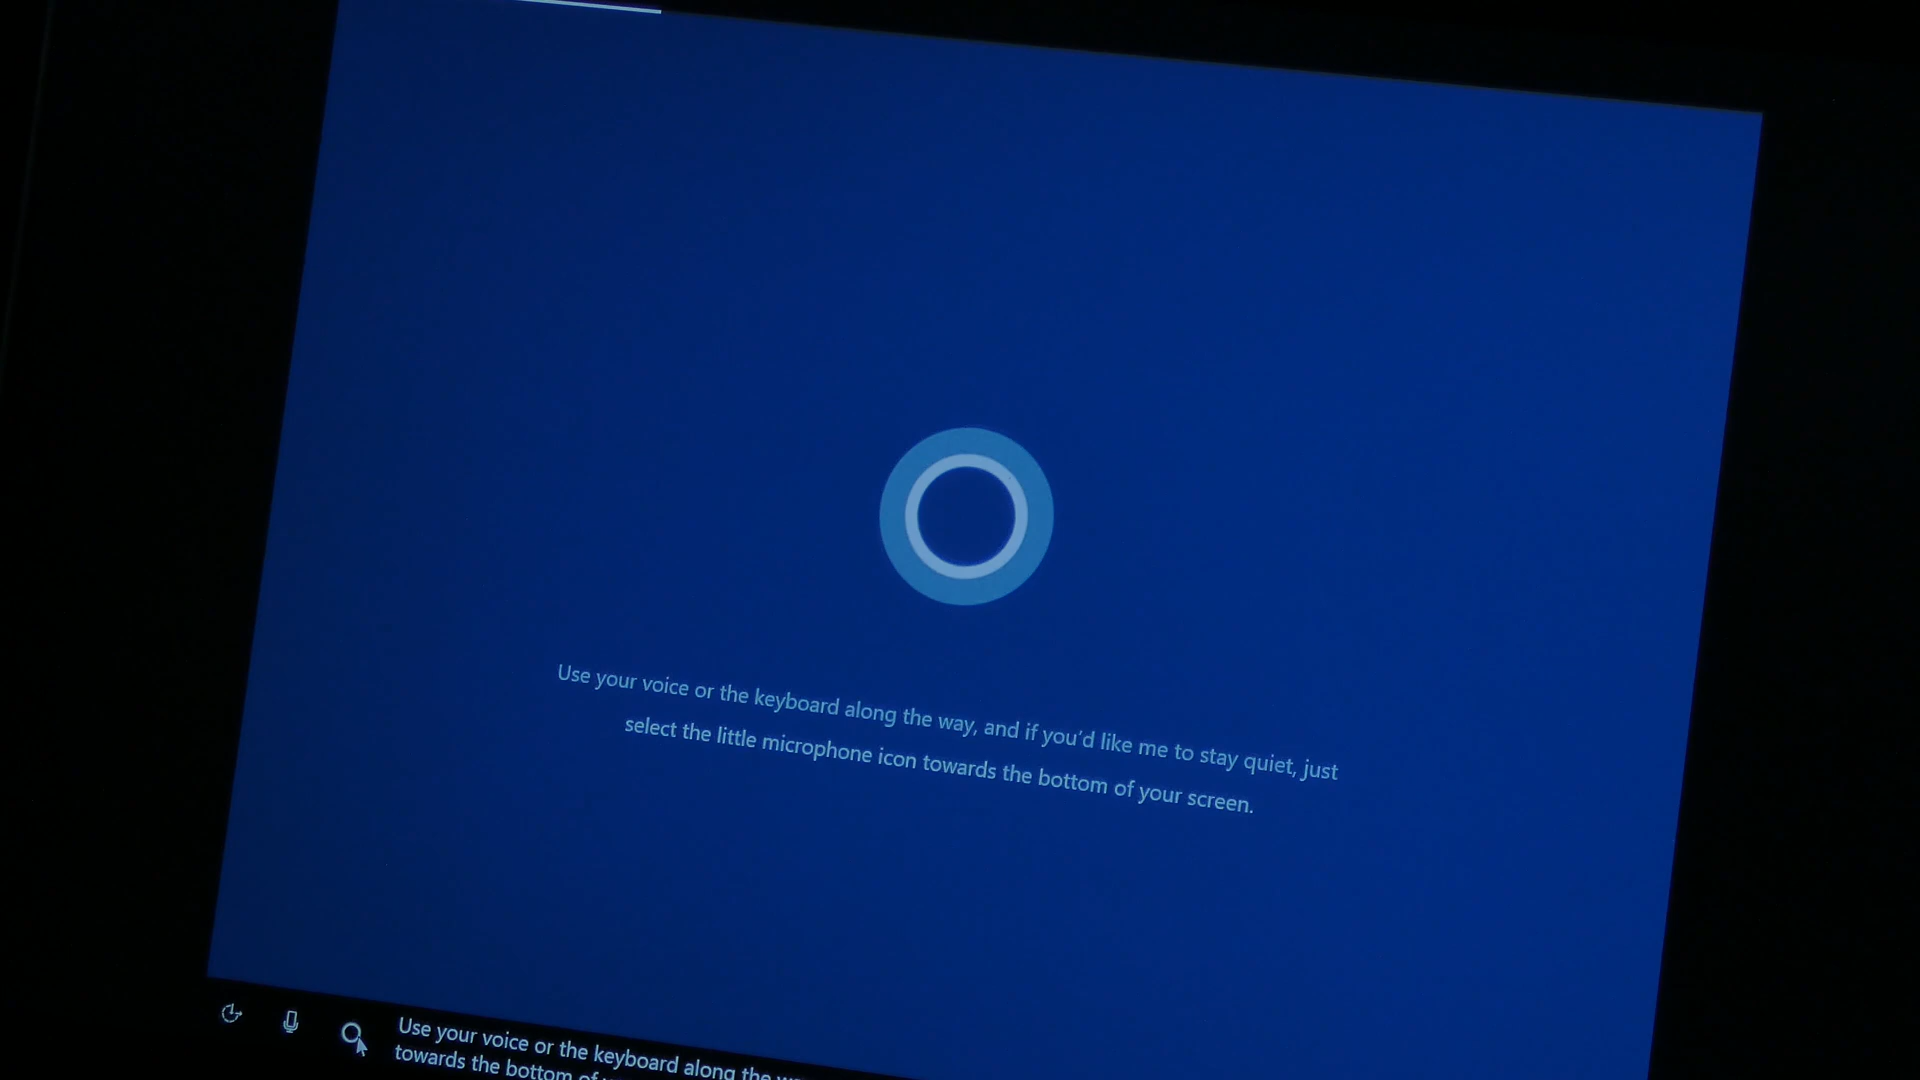 Use your voice or the keyboard along the way, and if you'd like me to stay quiet, just
select the little microphone icon towards the bottom of your screen.
Use your voice or the keyboard along the
towards the bottom of